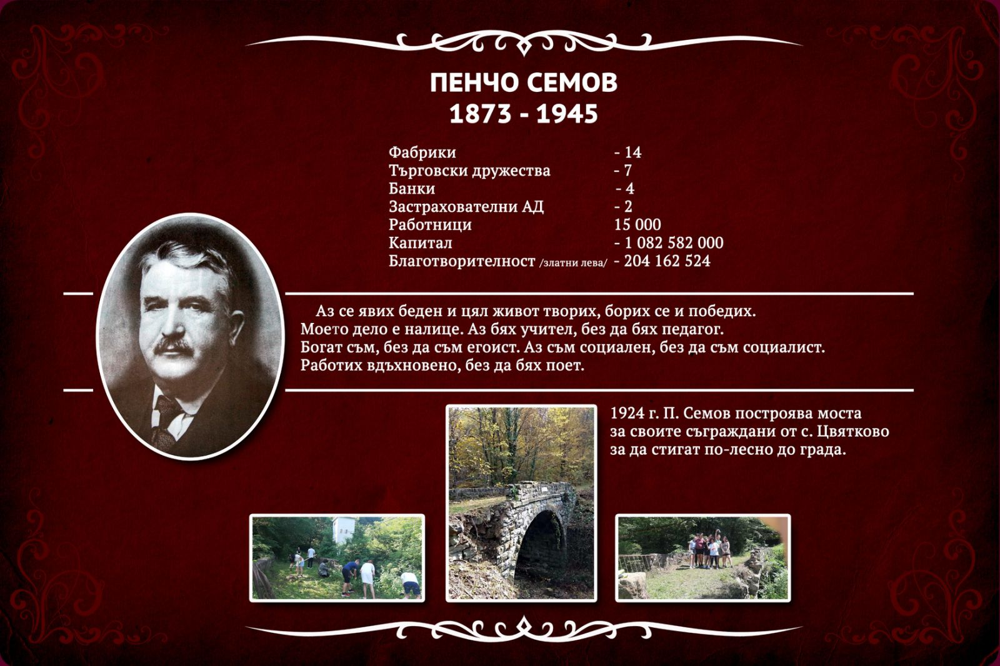 ПЕНЧО СЕМОВ
1873 - 1945
Фабрики - 14
Търговски дружества - 7
Банки - 4
Застрахователни АД - 2
Работници 15 000
Капитал - 1 082 582 000
Благотворителност /златни лева/ - 204 162 524
Аз се явих беден и цял живот творих, борих се и победих.
Моето дело е налице. Аз бях учител, без да бях педагог.
Богат съм, без да съм егоист. Аз съм социален, без да съм социалист.
Работих вдъхновено, без да бях поет.
1924 г. П. Семов построява моста
за своите съграждани от с. Цвятково
за да стигат по-лесно до града.